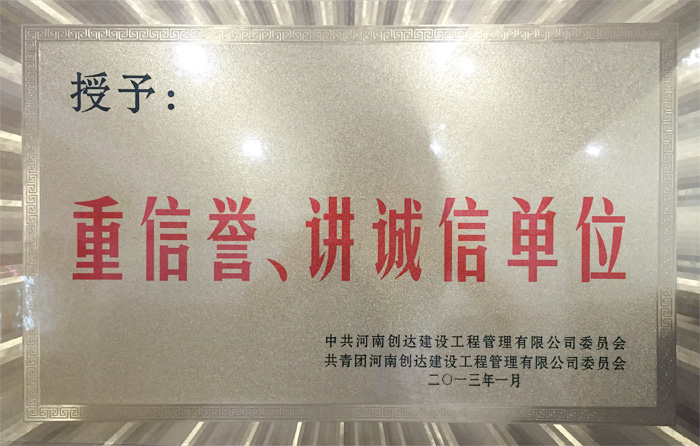 授予：
重信誉、讲诚信单位
中共河南创达建设工程管理有限公司委员会
共青团河南创达建设工程管理有限公司委员会
二〇一三年一月